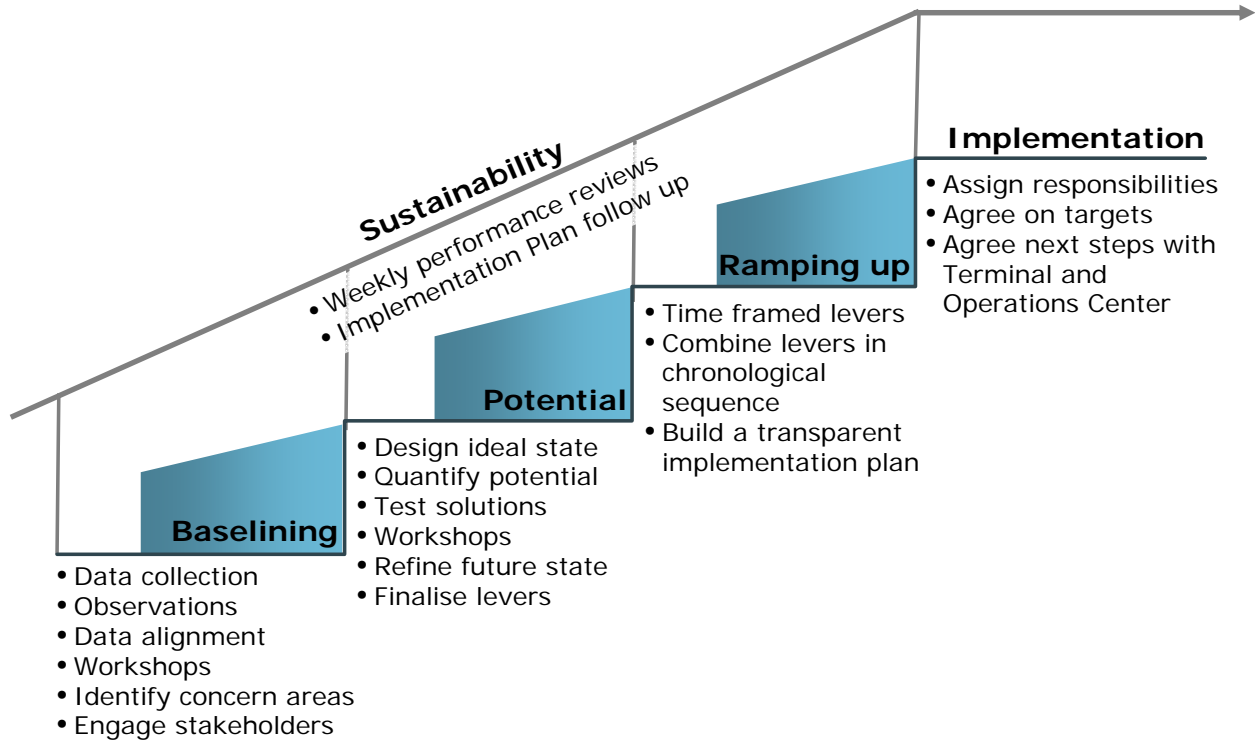 Sustainability
• Weekly performance reviews
• Implementation Plan follow up
Baselining
• Data collection
• Observations
• Data alignment
• Workshops
• Identify concern areas
• Engage stakeholders
Potential
• Design ideal state
• Quantify potential
• Test solutions
• Workshops
• Refine future state
• Finalise levers
Ramping up
• Time framed levers
• Combine levers in
chronological
sequence
• Build a transparent
implementation plan
Implementation
• Assign responsibilities
• Agree on targets
• Agree next steps with
Terminal and
Operations Center